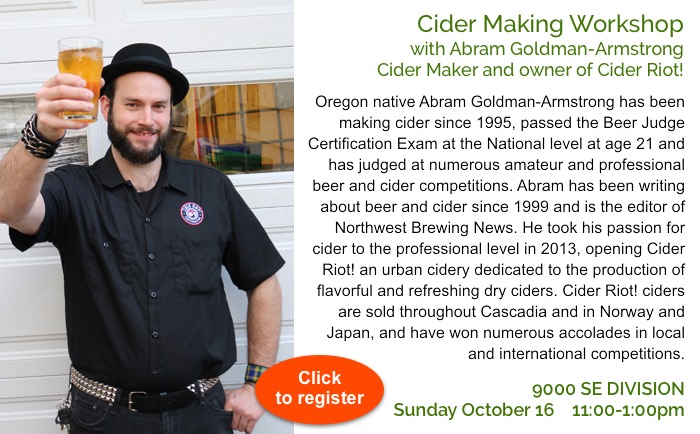 Cider Making Workshop
with Abram Goldman-Armstrong
Cider Maker and owner of Cider Riot!
Oregon native Abram Goldman-Armstrong has been
making cider since 1995, passed the Beer Judge
Certification Exam at the National level at age 21 and
has judged at numerous amateur and professional
beer and cider competitions. Abram has been writing
about beer and cider since 1999 and is the editor of
Northwest Brewing News. He took his passion for
cider to the professional level in 2013, opening Cider
Riot! an urban cidery dedicated to the production of
flavorful and refreshing dry ciders. Cider Riot! ciders
are sold throughout Cascadia and in Norway and
Japan, and have won numerous accolades in local
and international competitions.
Click
to register
9000 SE DIVISION
Sunday October 16 11:00-1:00pm